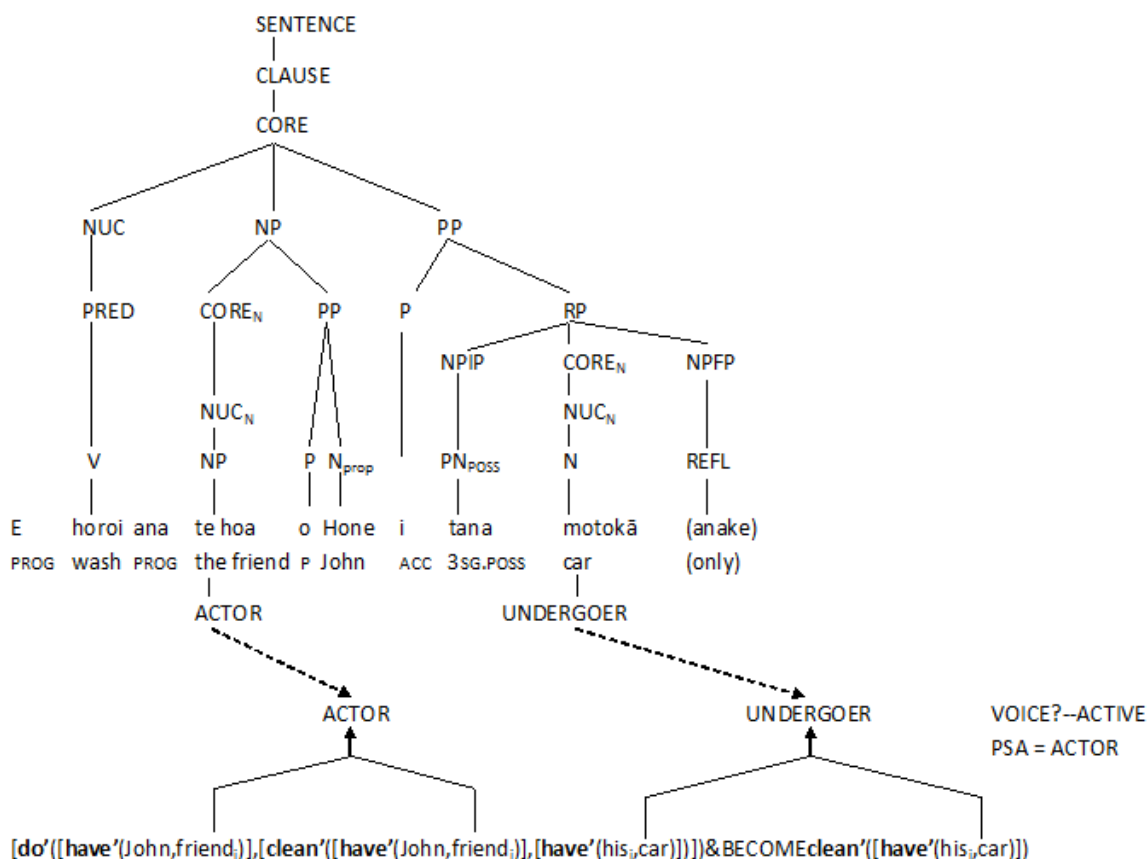 SENTENCE
CLAUSE
CORE
NUC NP PP
PRED CORE_N PP P RP
NPIP CORE_N NPFP
NUC_N NUC_N
V NP P N_prop PN_POSS N REFL
E horoi ana te hoa o Hone i tana motokā (anake)
PROG wash PROG the friend P John ACC 3SG.POSS car (only)
ACTOR UNDERGOER
ACTOR UNDERGOER VOICE?--ACTIVE
PSA = ACTOR
[do'([have'(John,friend_i)],[clean'([have'(John,friend_i)],[have'(his_i,car)])])&BECOMEclean'([have'(his_i,car)])